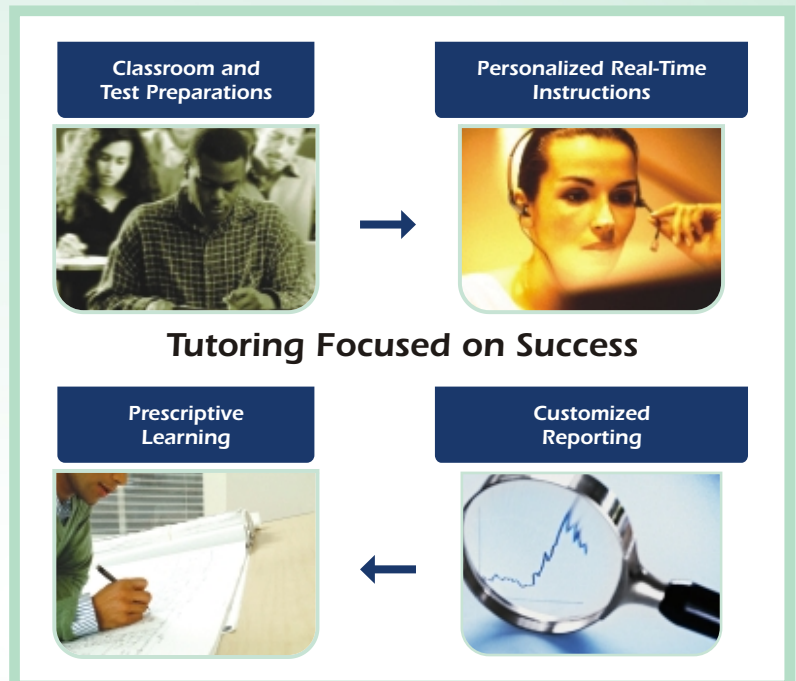 Classroom and
Test Preparations
Personalized Real-Time
Instructions
Tutoring Focused on Success
Prescriptive
Learning
Customized
Reporting